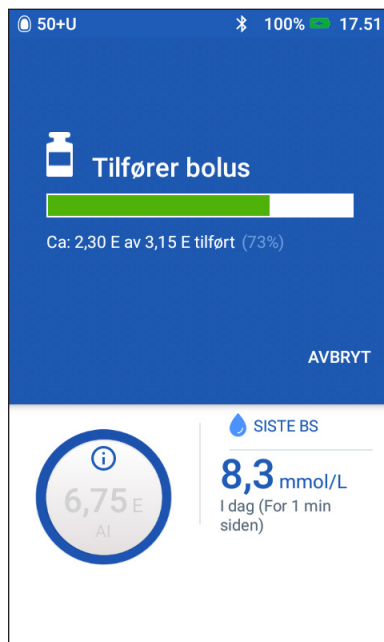 50+U 100% 17.51
Tilfører bolus
Ca: 2,30 E av 3,15 E tilført (73%)
AVBRYT
6,75 E
AI
SISTE BS
8,3 mmol/L
I dag (For 1 min
siden)